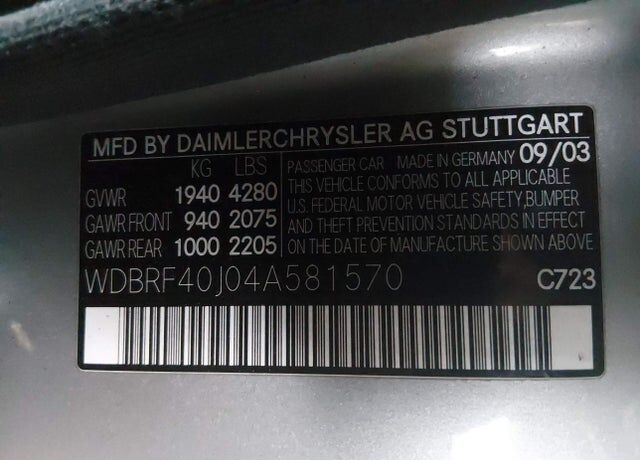 MFD BY DAIMLERCHRYSLER AG STUTTGART
KG LBS
GVWR 1940 4280
GAWR FRONT 940 2075
GAWR REAR 1000 2205
PASSENGER CAR MADE IN GERMANY 09/03
THIS VEHICLE CONFORMS TO ALL APPLICABLE
U.S. FEDERAL MOTOR VEHICLE SAFETY,BUMPER
AND THEFT PREVENTION STANDARDS IN EFFECT
ON THE DATE OF MANUFACTURE SHOWN ABOVE
WDBRF40J04A581570
C723